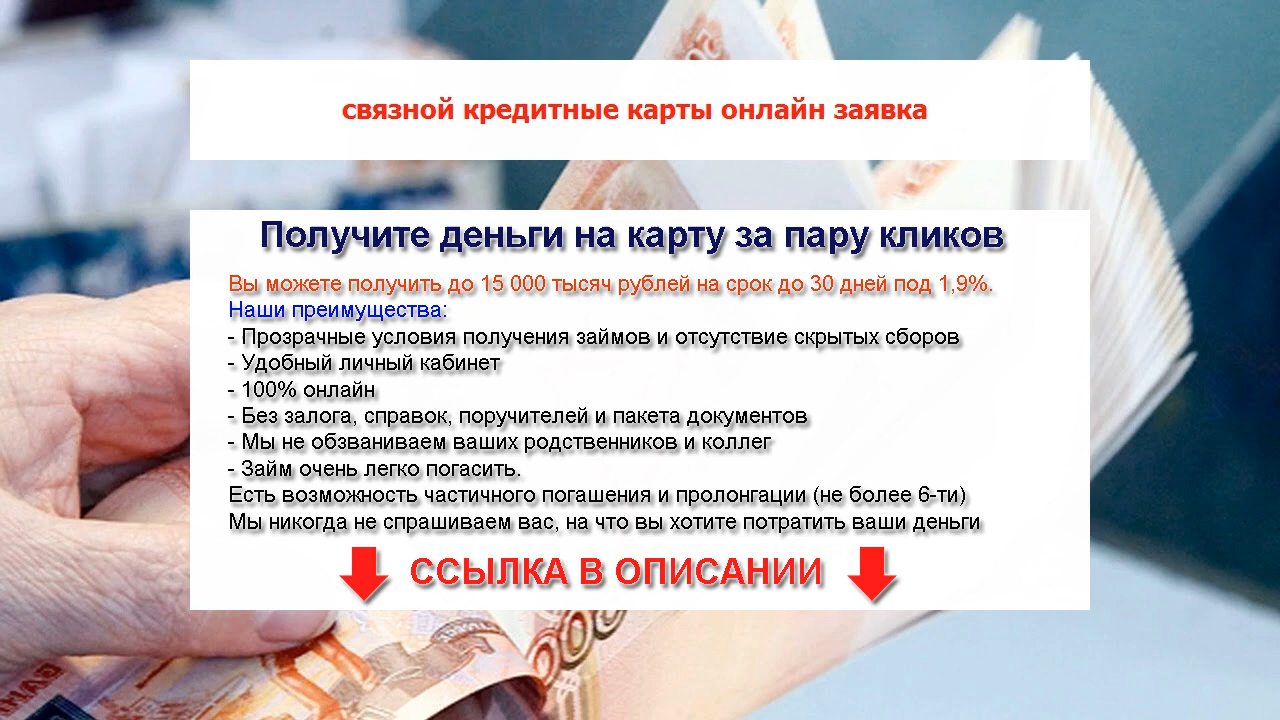 связной кредитные карты онлайн заявка
Получите деньги на карту за пару кликов
Вы можете получить до 15 000 тысяч рублей на срок до 30 дней под 1,9%.
Наши преимущества:
- Прозрачные условия получения займов и отсутствие скрытых сборов
- Удобный личный кабинет
- 100% онлайн
- Без залога, справок, поручителей и пакета документов
- Мы не обзваниваем ваших родственников и коллег
- Займ очень легко погасить.
Есть возможность частичного погашения и пролонгации (не более 6-ти)
Мы никогда не спрашиваем вас, на что вы хотите потратить ваши деньги
ССЫЛКА В ОПИСАНИИ